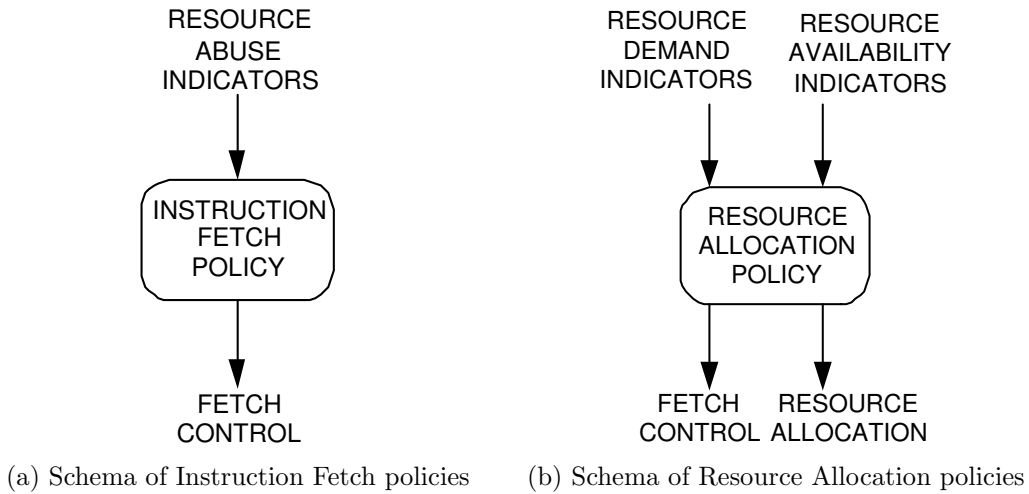 RESOURCE
ABUSE
INDICATORS
INSTRUCTION
FETCH
POLICY
FETCH
CONTROL
(a) Schema of Instruction Fetch policies
RESOURCE
DEMAND
INDICATORS
RESOURCE
AVAILABILITY
INDICATORS
RESOURCE
ALLOCATION
POLICY
FETCH
CONTROL
RESOURCE
ALLOCATION
(b) Schema of Resource Allocation policies